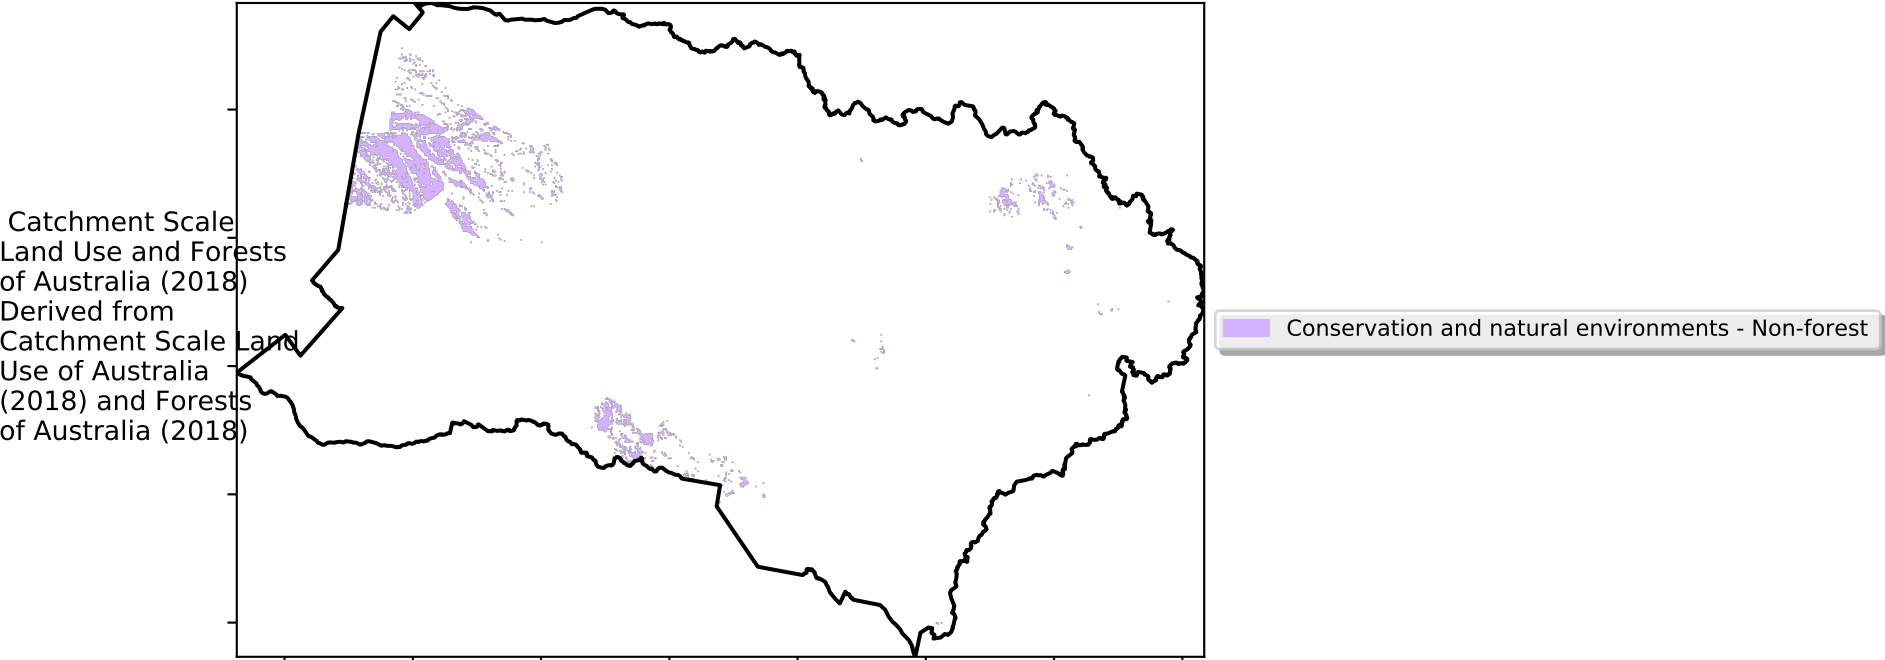 Catchment Scale
Land Use and Forests
of Australia (2018)
Derived from
Catchment Scale Land
Use of Australia
(2018) and Forests
of Australia (2018)
Conservation and natural environments - Non-forest